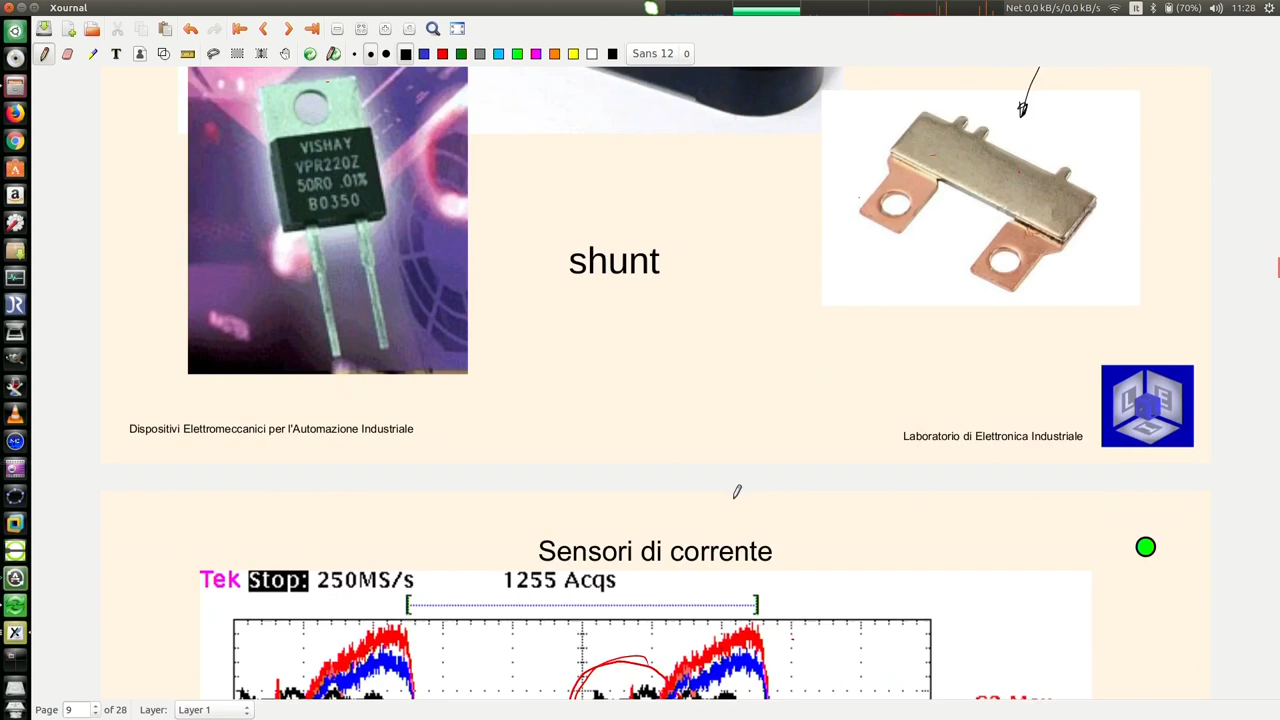 Xournal
Net 0,0 kB/s/0,0 kB/s
It
(70%)
11:28
Sans 12
0
VISHAY
VPR220Z
50R0 .01%
B0350
shunt
Dispositivi Elettromeccanici per l'Automazione Industriale
Laboratorio di Elettronica Industriale
Sensori di corrente
Tek Stop: 250MS/s 1255 Acqs
Page 9 of 28 Layer: Layer 1